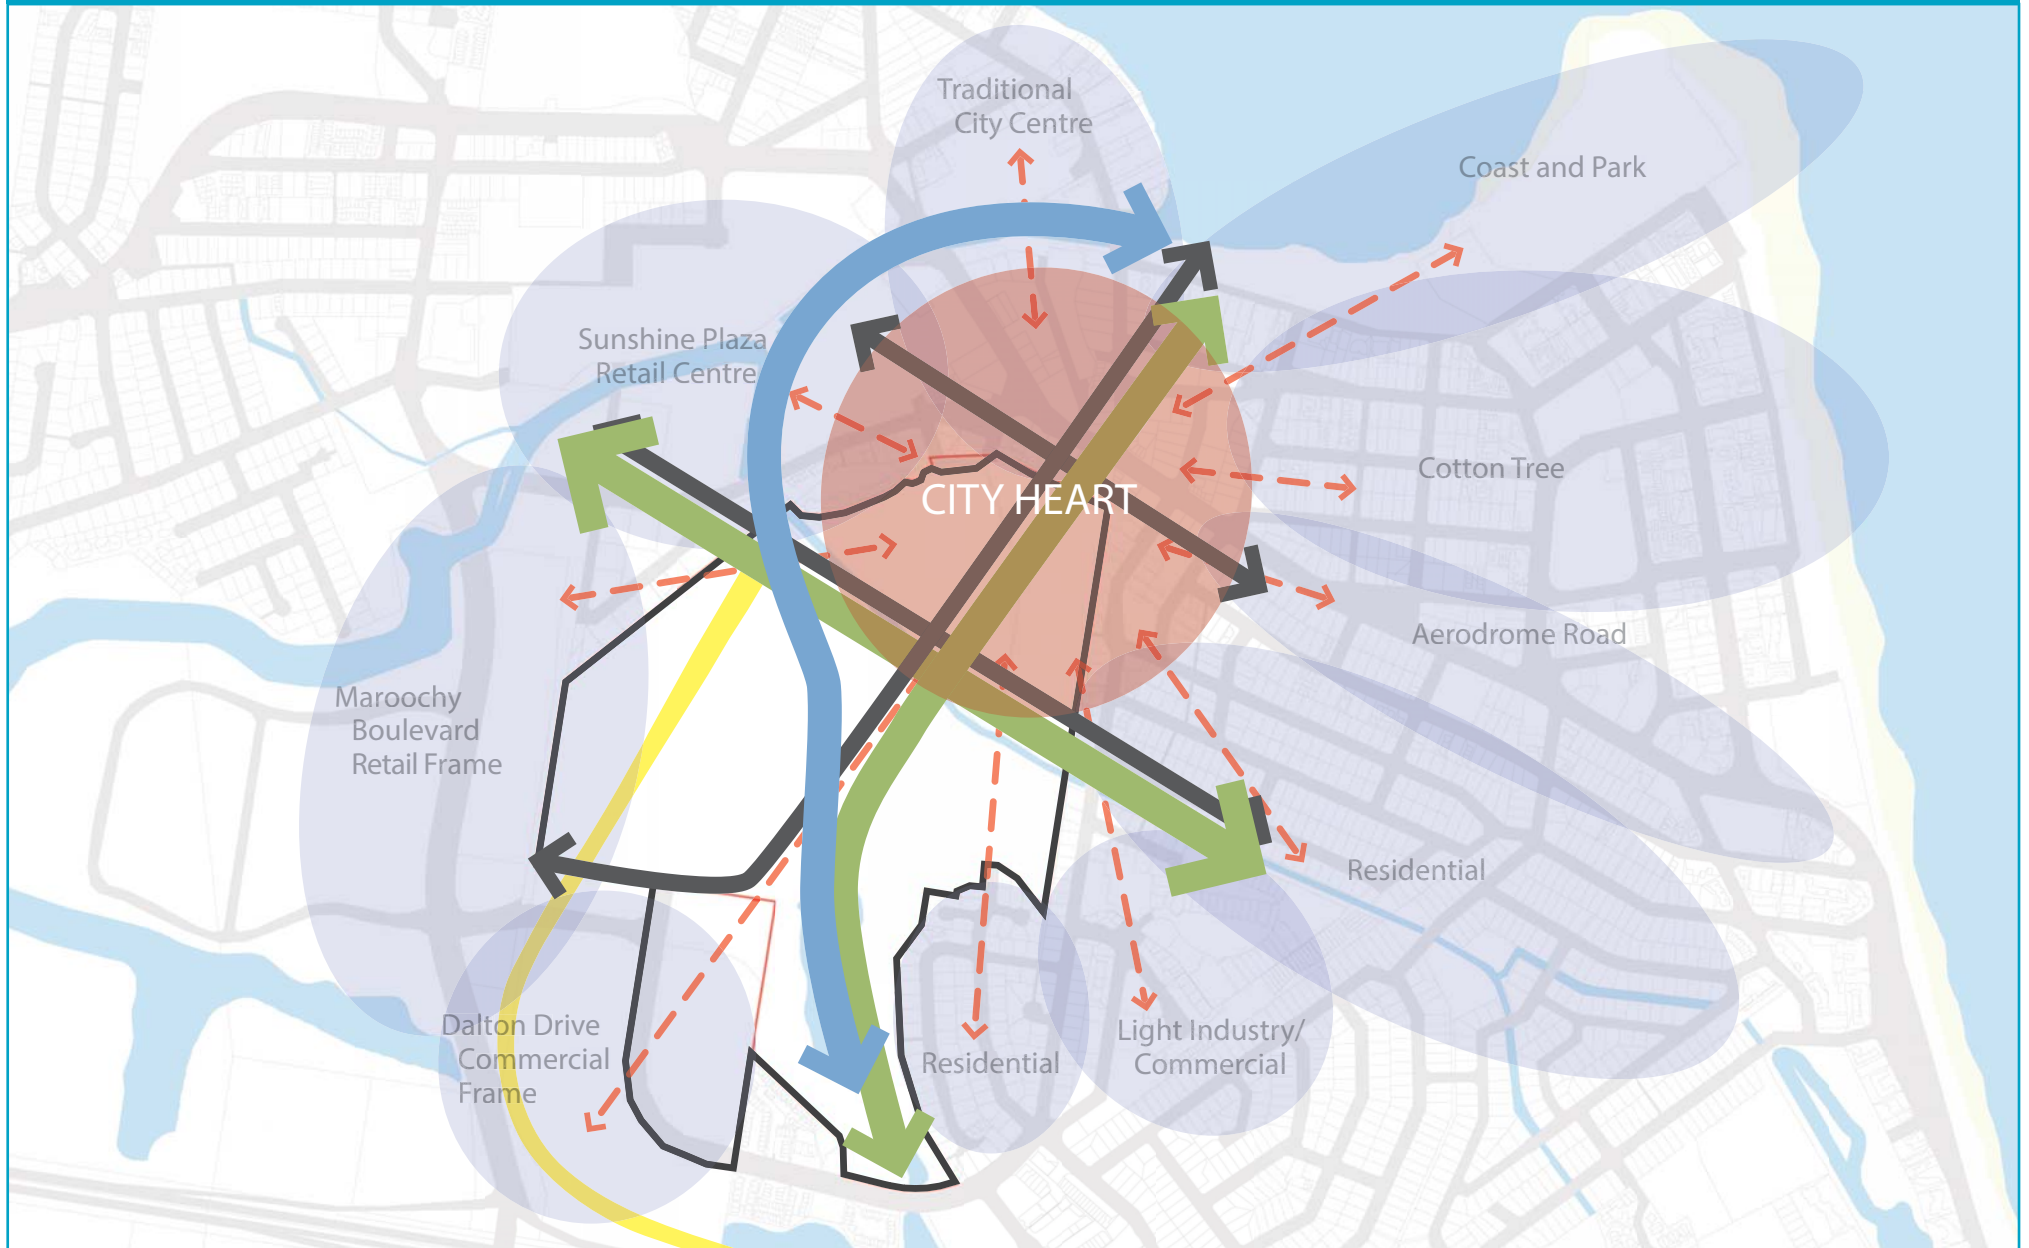 Traditional
City Centre
Coast and Park
Sunshine Plaza
Retail Centre
CITY HEART
Cotton Tree
Aerodrome Road
Maroochy
Boulevard
Retail Frame
Residential
Dalton Drive
Commercial
Frame
Residential
Light Industry/
Commercial